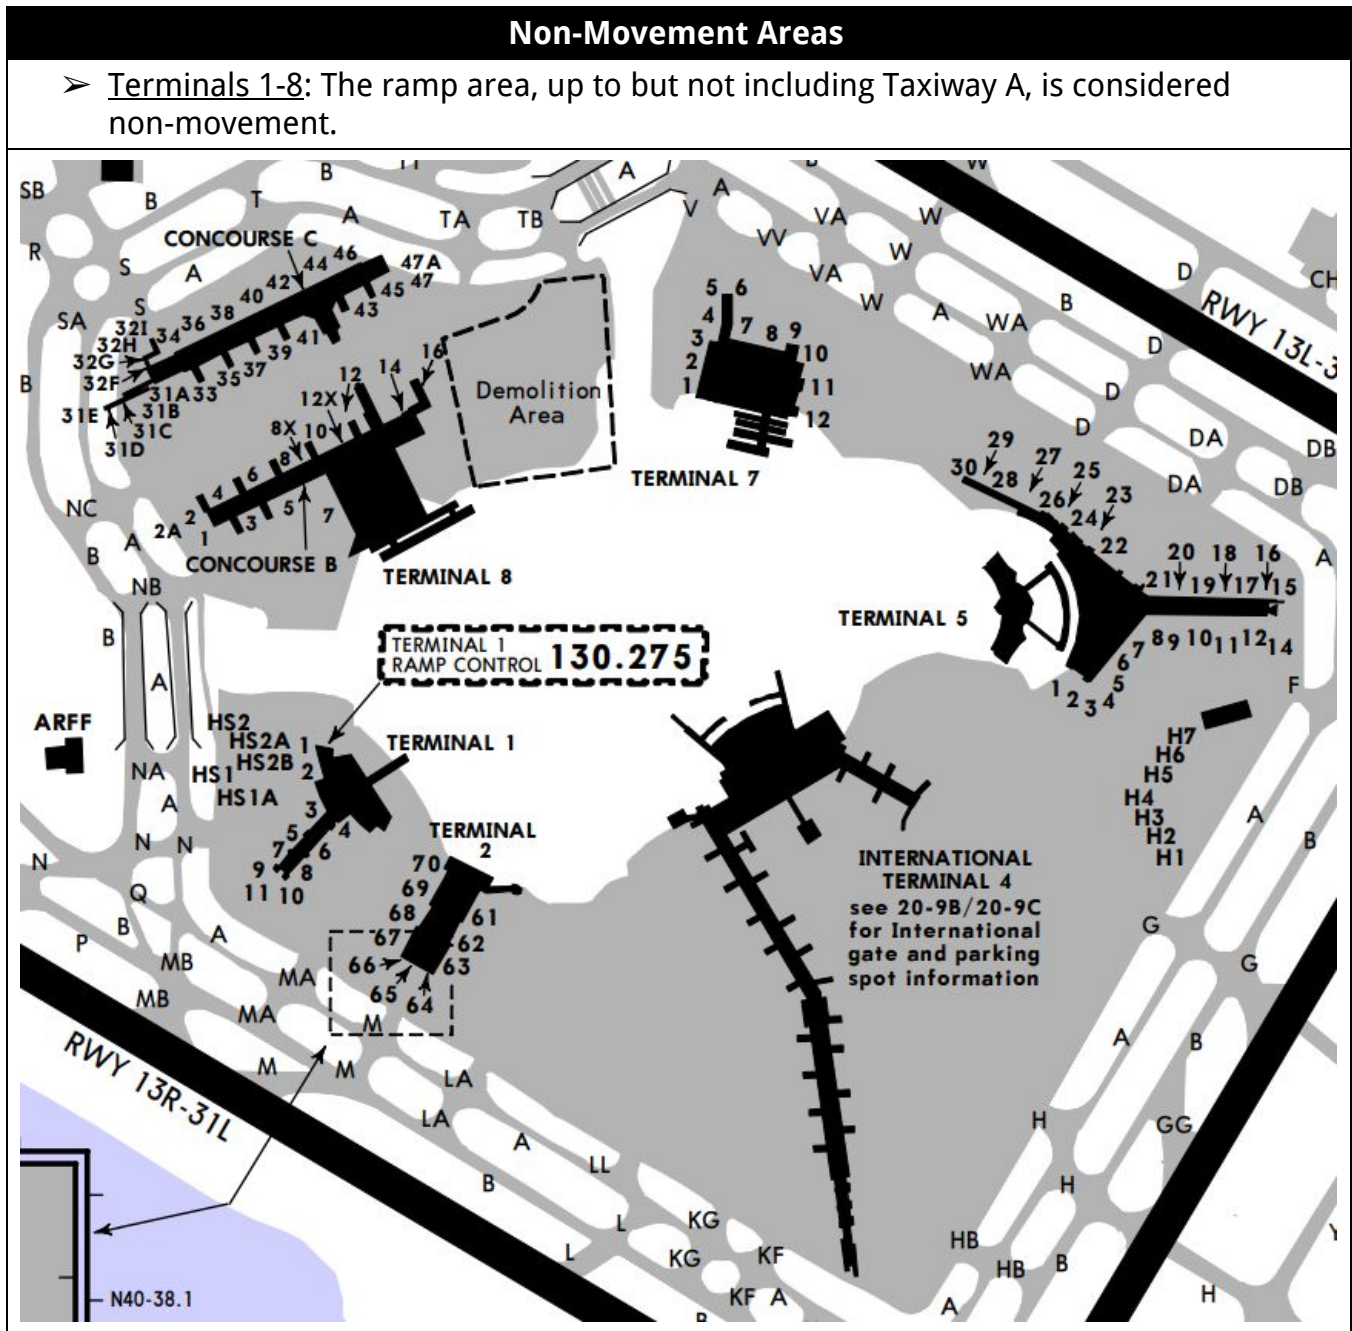 Non-Movement Areas
➢ Terminals 1-8: The ramp area, up to but not including Taxiway A, is considered
non-movement.
SB
B
B
T
A
TA
TB
A
V
A
VV
VA
VA
W
W
W
W
D
CH
R
S
S
A
SA
B
CONCOURSE C
46
44
42
40
38
36
34
32I
32H
32G
32F
47A
47
45
43
41
39
37
35
33
31A
31B
31C
31D
31E
16
14
12
12X
10
8X
8
6
4
2
2A
1
3
5
7
CONCOURSE B
TERMINAL 8
Demolition
Area
5 6
4
3
2
1
7
8
9
10
11
12
TERMINAL 7
A
WA
WA
B
D
D
D
RWY 13L-3
DA
DA
DB
DB
A
NC
B
A
NB
B
A
30
29
28
27
26
25
24
23
22
21
20
19
18
17
16
15
TERMINAL 5
1 2 3 4
5
6
7
8 9 10 11 12 14
F
TERMINAL 1
RAMP CONTROL 130.275
ARFF
HS2
HS2A
HS2B
HS1
HS1A
NA
A
N
N
N
Q
1
2
3
4
5
6
7
8
9
10
11
TERMINAL 1
TERMINAL
2
70
69
68
67
66
65
64
63
62
61
INTERNATIONAL
TERMINAL 4
see 20-9B/20-9C
for International
gate and parking
spot information
H7
H6
H5
H4
H3
H2
H1
A
B
G
G
A
B
GG
H
H
HB
HB
B
A
H
P
B
A
MB
MB
MA
MA
M
M
M
LA
LA
A
B
LL
L
L
KG
KG
KF
KF
A
B
RWY 13R-31L
N40-38.1